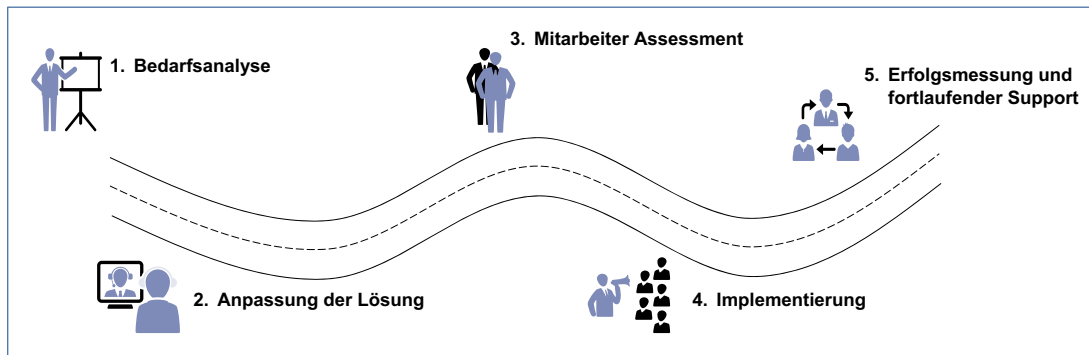 1. Bedarfsanalyse
2. Anpassung der Lösung
3. Mitarbeiter Assessment
4. Implementierung
5. Erfolgsmessung und
fortlaufender Support